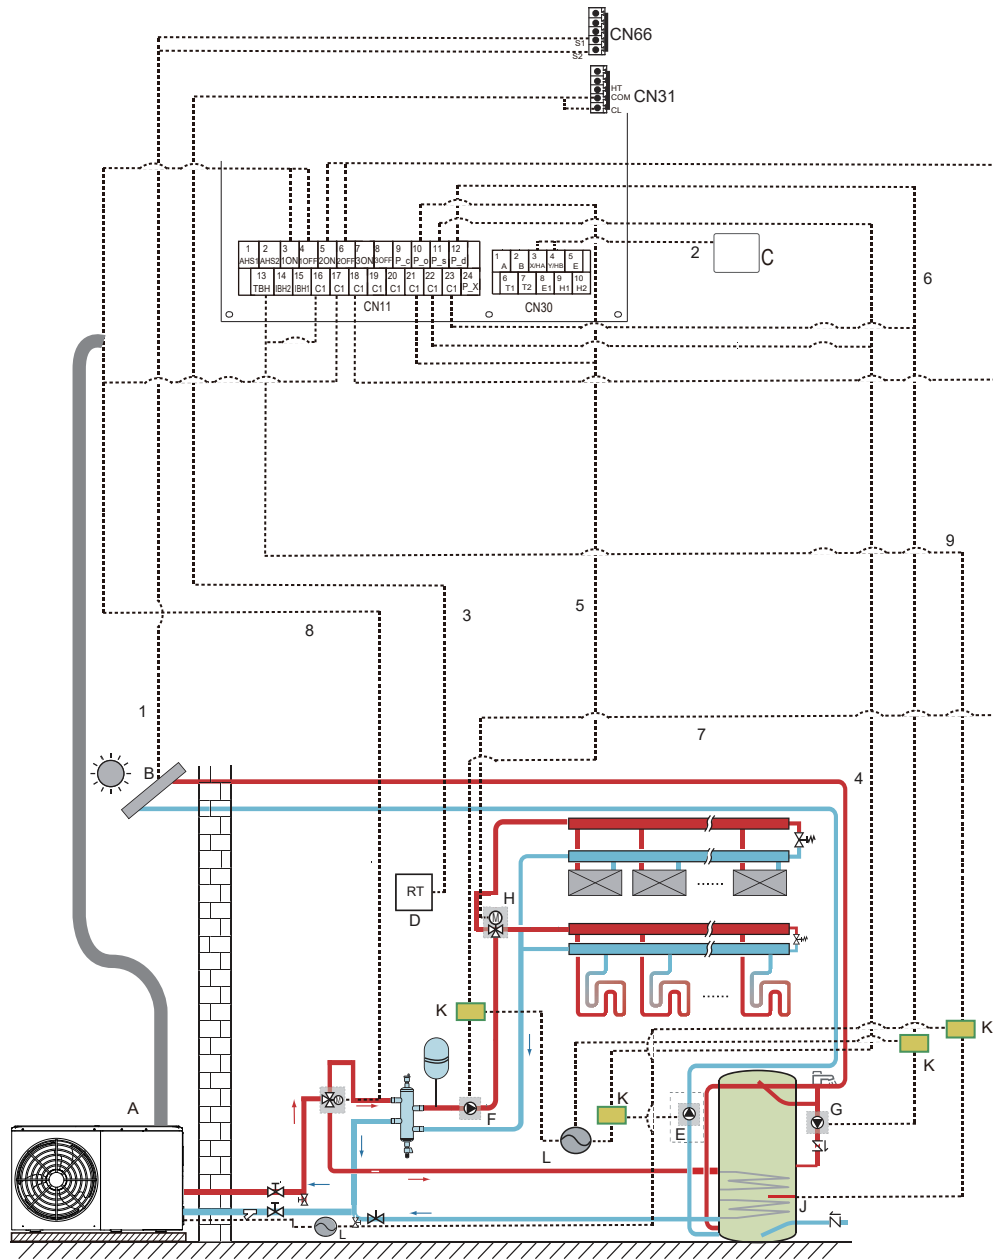 S1
CN66
S2
HT
COM
CN31
CL
1 2 3 4 5 6 7 8 9 10 11 12
AHS1 AHS2 1ON 1OFF 2ON 2OFF 3ON 3OFF P_c P_o P_s P_d
13 14 15 16 17 18 19 20 21 22 23 24
TBH IBH2 IBH1 C1 C1 C1 C1 C1 C1 C1 C1 P_X
CN11
1 2 3 4 5
A B X/HA Y/HB E
6 7 8 9 10
T1 T2 E1 H1 H2
CN30
2
C
6
9
5
3
8
1
7
B
4
RT
D
H
M
K
K
K
A
M
F
K
G
E
L
J
L